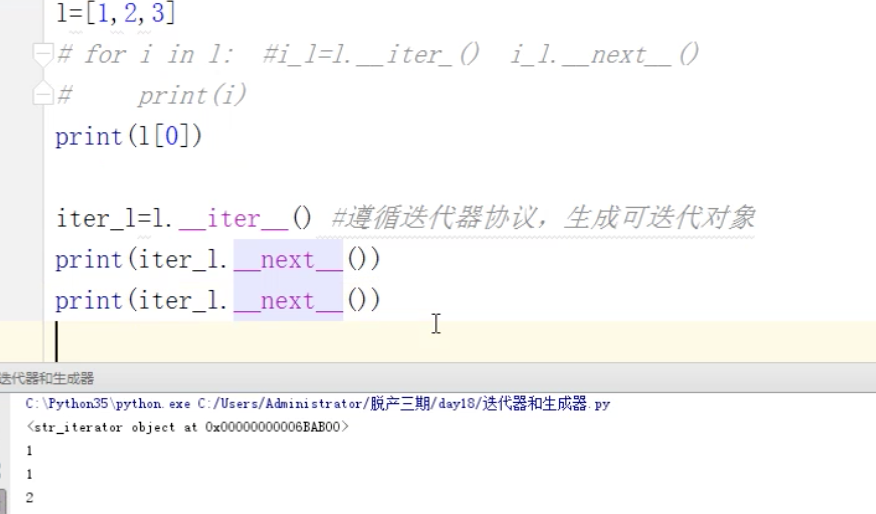 l=[1,2,3]
# for i in l:  #i_l=l.__iter_()  i_l.__next__()
#     print(i)
print(l[0])
iter_l=l.__iter__() #遵循迭代器协议，生成可迭代对象
print(iter_l.__next__())
print(iter_l.__next__())
迭代器和生成器
C:\Python35\python.exe C:/Users/Administrator/脱产三期/day18/迭代器和生成器.py
<str_iterator object at 0x00000000006BAB00>
1
1
2